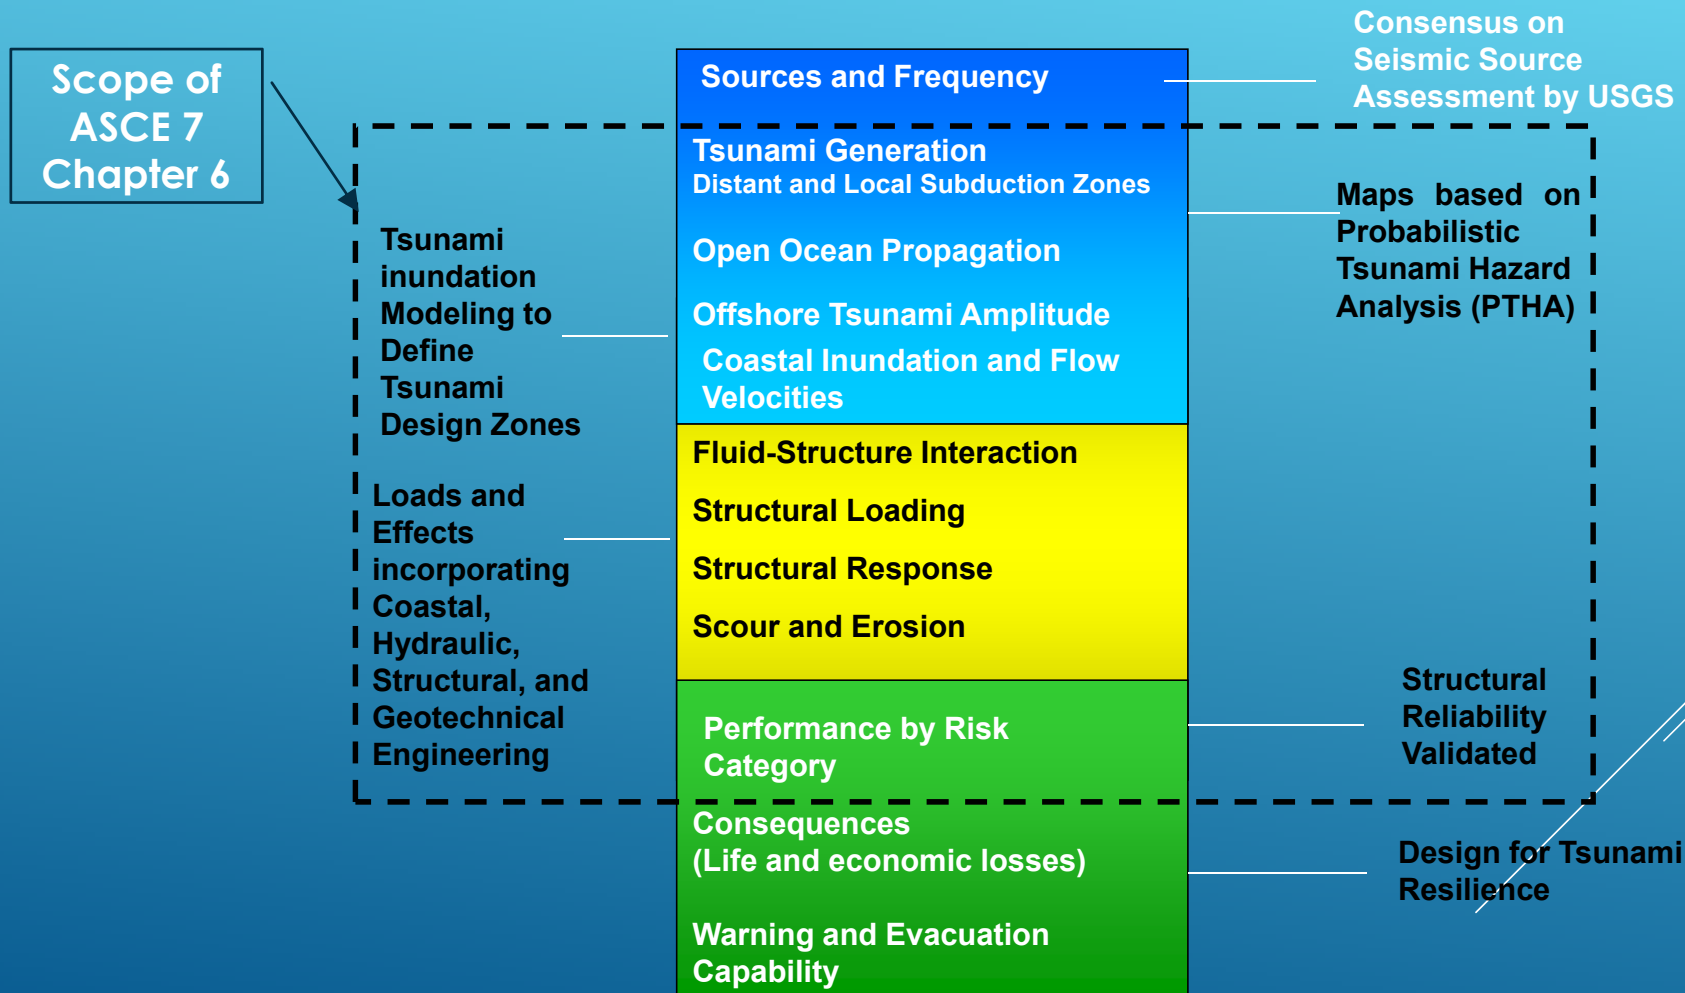 Scope of
ASCE 7
Chapter 6
Consensus on
Seismic Source
Assessment by USGS
Sources and Frequency
Tsunami Generation
Distant and Local Subduction Zones
Open Ocean Propagation
Offshore Tsunami Amplitude
Coastal Inundation and Flow
Velocities
Maps based on
Probabilistic
Tsunami Hazard
Analysis (PTHA)
Tsunami
inundation
Modeling to
Define
Tsunami
Design Zones
Fluid-Structure Interaction
Structural Loading
Structural Response
Scour and Erosion
Loads and
Effects
incorporating
Coastal,
Hydraulic,
Structural, and
Geotechnical
Engineering
Performance by Risk
Category
Structural
Reliability
Validated
Consequences
(Life and economic losses)
Warning and Evacuation
Capability
Design for Tsunami
Resilience